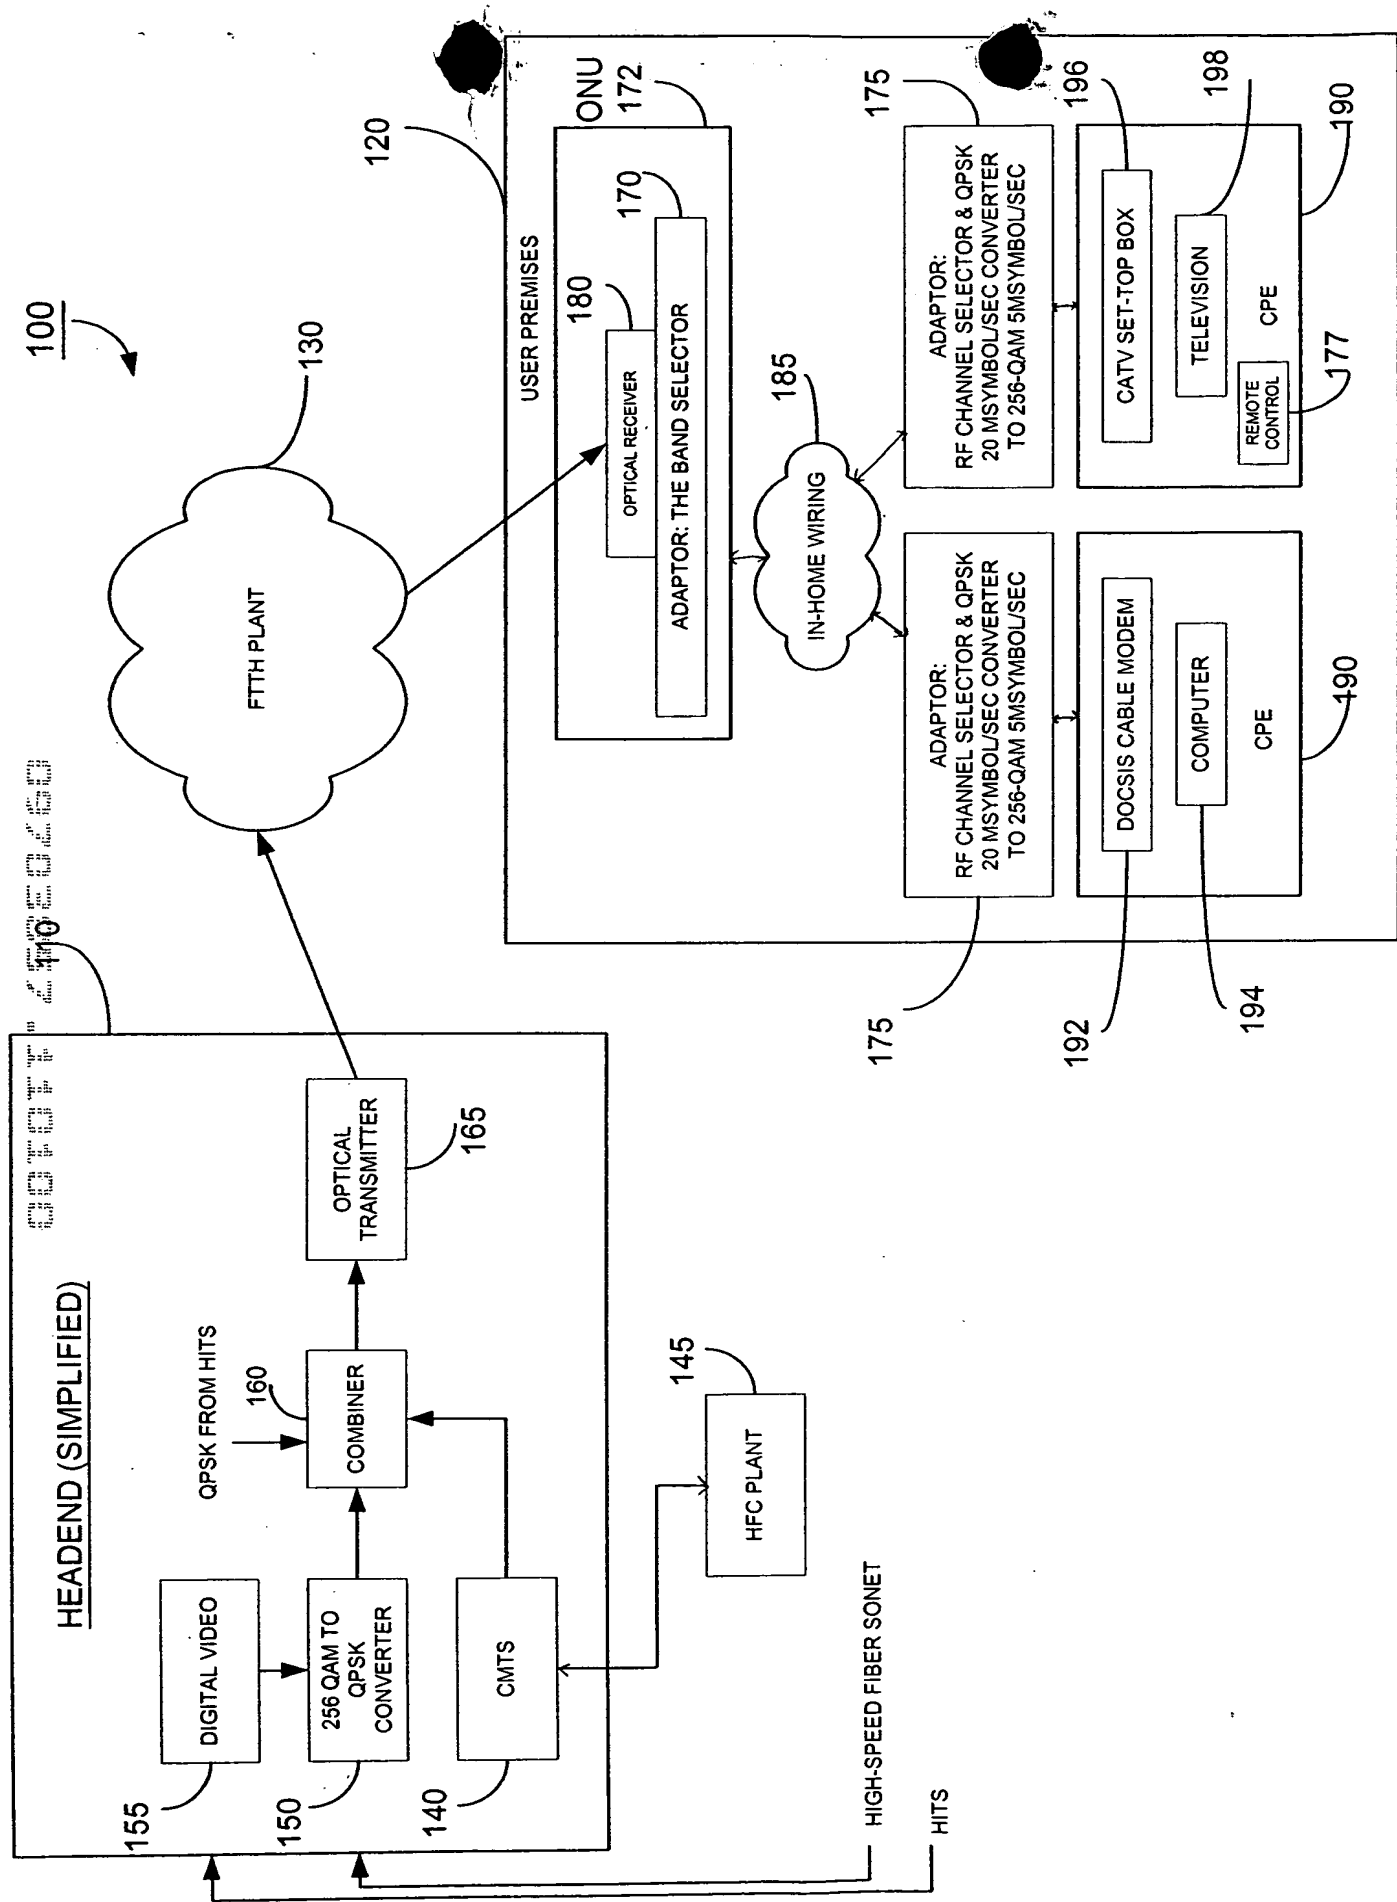 100
110
HEADEND (SIMPLIFIED)
155
DIGITAL VIDEO
150
256 QAM TO
QPSK
CONVERTER
140
CMTS
QPSK FROM HITS
160
COMBINER
OPTICAL
TRANSMITTER
165
145
HFC PLANT
HIGH-SPEED FIBER SONET
HITS
FTTH PLANT
130
120
USER PREMISES
ONU
172
180
OPTICAL RECEIVER
170
ADAPTOR: THE BAND SELECTOR
185
IN-HOME WIRING
175
ADAPTOR:
RF CHANNEL SELECTOR & QPSK
20 MSYMBOL/SEC CONVERTER
TO 256-QAM 5MSYMBOL/SEC
175
ADAPTOR:
RF CHANNEL SELECTOR & QPSK
20 MSYMBOL/SEC CONVERTER
TO 256-QAM 5MSYMBOL/SEC
192
DOCSIS CABLE MODEM
194
COMPUTER
CPE
190
196
CATV SET-TOP BOX
198
TELEVISION
CPE
REMOTE
CONTROL
177
190